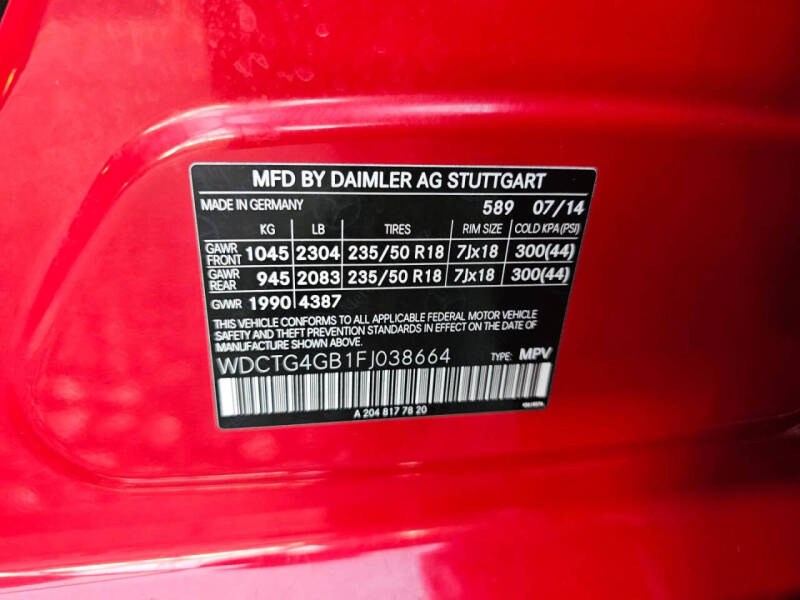 MFD BY DAIMLER AG STUTTGART
MADE IN GERMANY 589 07/14
KG LB TIRES RIM SIZE COLD KPA (PSI)
GAWR FRONT 1045 2304 235/50 R18 7Jx18 300(44)
GAWR REAR 945 2083 235/50 R18 7Jx18 300(44)
GVWR 1990 4387
THIS VEHICLE CONFORMS TO ALL APPLICABLE FEDERAL MOTOR VEHICLE
SAFETY, BUMPER, AND THEFT PREVENTION STANDARDS IN EFFECT ON THE DATE OF
MANUFACTURE SHOWN ABOVE.
WDCTG4GB1FJ038664 TYPE: MPV
A 204 817 78 20